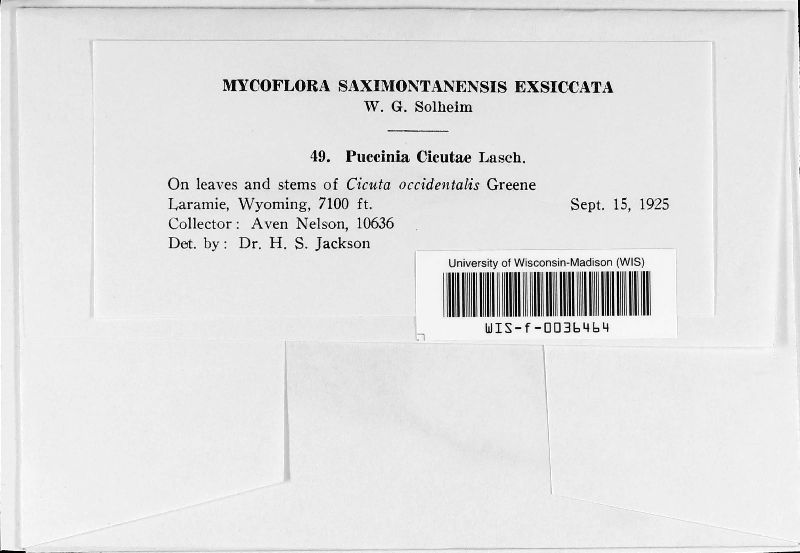 MYCOFLORA SAXIMONTANENSIS EXSICCATA
W. G. Solheim
49. Puccinia Cicutae Lasch.
On leaves and stems of Cicuta occidentalis Greene
Laramie, Wyoming, 7100 ft. Sept. 15, 1925
Collector: Aven Nelson, 10636
Det. by: Dr. H. S. Jackson
University of Wisconsin-Madison (WIS)
WIS-f-0036464